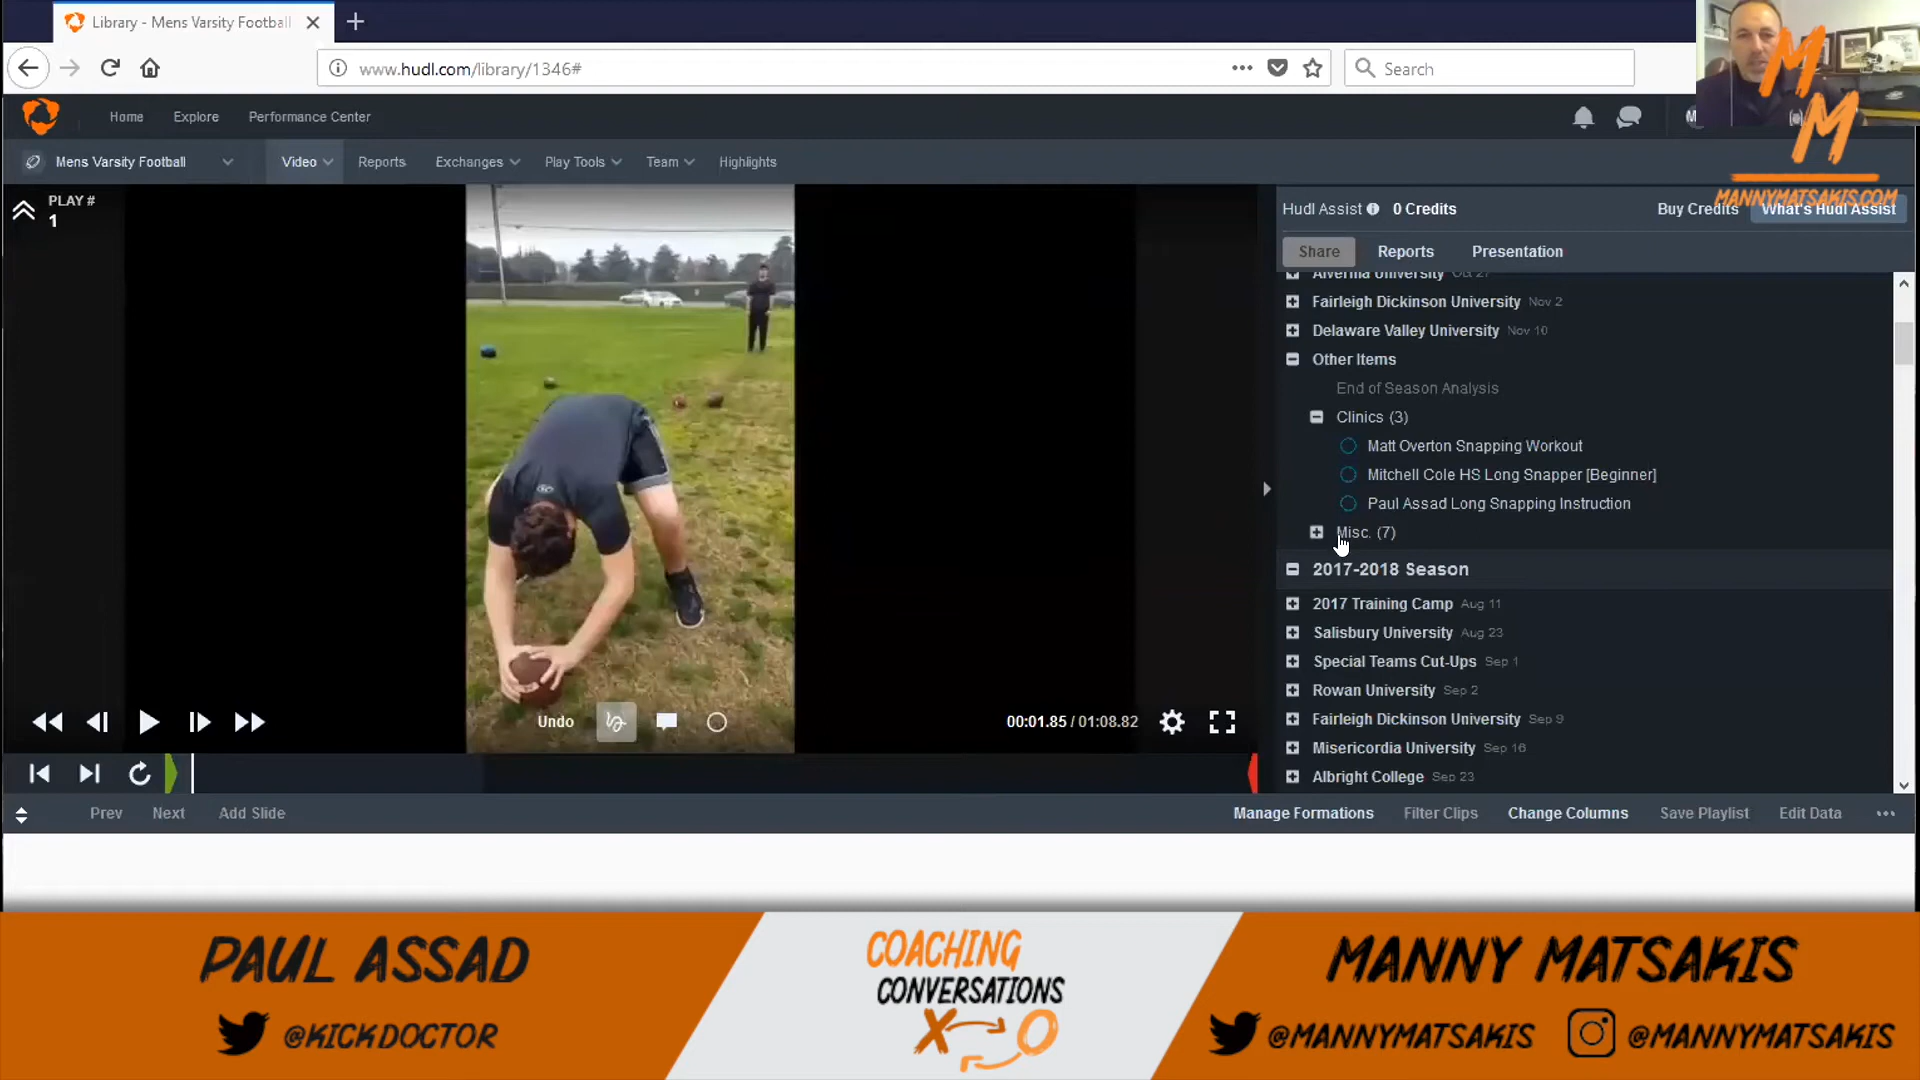 Library - Mens Varsity Football
www.hudl.com/library/1346#
Search
Home Explore Performance Center
Mens Varsity Football Video Reports Exchanges Play Tools Team Highlights
MM
MANNYMATSAKIS.COM
PLAY #
1
Hudl Assist 0 Credits Buy Credits What's Hudl Assist
Share Reports Presentation
Alvernia University Oct 27
Fairleigh Dickinson University Nov 2
Delaware Valley University Nov 10
Other Items
End of Season Analysis
Clinics (3)
Matt Overton Snapping Workout
Mitchell Cole HS Long Snapper [Beginner]
Paul Assad Long Snapping Instruction
Misc. (7)
2017-2018 Season
2017 Training Camp Aug 11
Salisbury University Aug 23
Special Teams Cut-Ups Sep 1
Rowan University Sep 2
Fairleigh Dickinson University Sep 9
Misericordia University Sep 16
Albright College Sep 23
Undo
00:01.85 / 01:08.82
Prev Next Add Slide Manage Formations Filter Clips Change Columns Save Playlist Edit Data
PAUL ASSAD
@KICKDOCTOR
COACHING
CONVERSATIONS
X O
MANNY MATSAKIS
@MANNYMATSAKIS @MANNYMATSAKIS